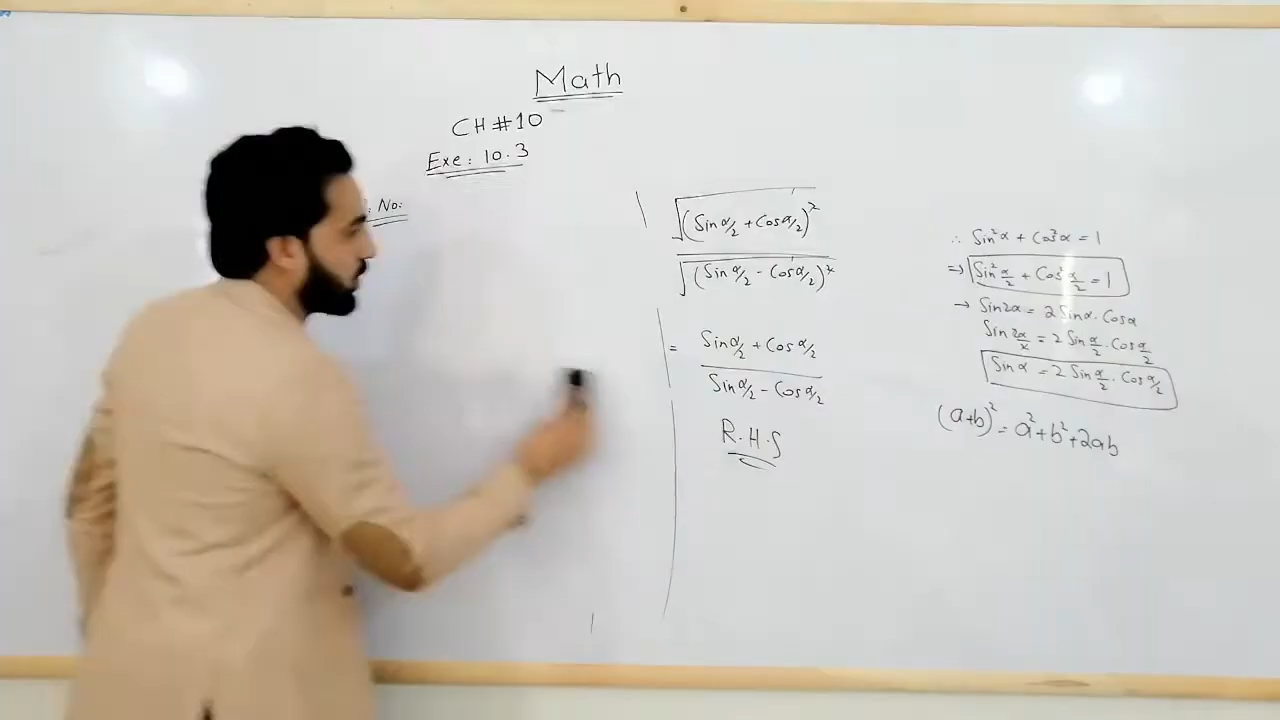 Math
CH#10
Exe: 10.3
No:
√(Sin α/2 + Cos α/2)²
√(Sin α/2 - Cos α/2)²
= Sin α/2 + Cos α/2
Sin α/2 - Cos α/2
R.H.S
∴ Sin²α + Cos²α = 1
=> Sin² α/2 + Cos² α/2 = 1
→ Sin2α = 2 Sinα . Cosα
Sin 2α/2 = 2 Sin α/2 . Cos α/2
Sin α = 2 Sin α/2 . Cos α/2
(a+b)² = a²+b²+2ab